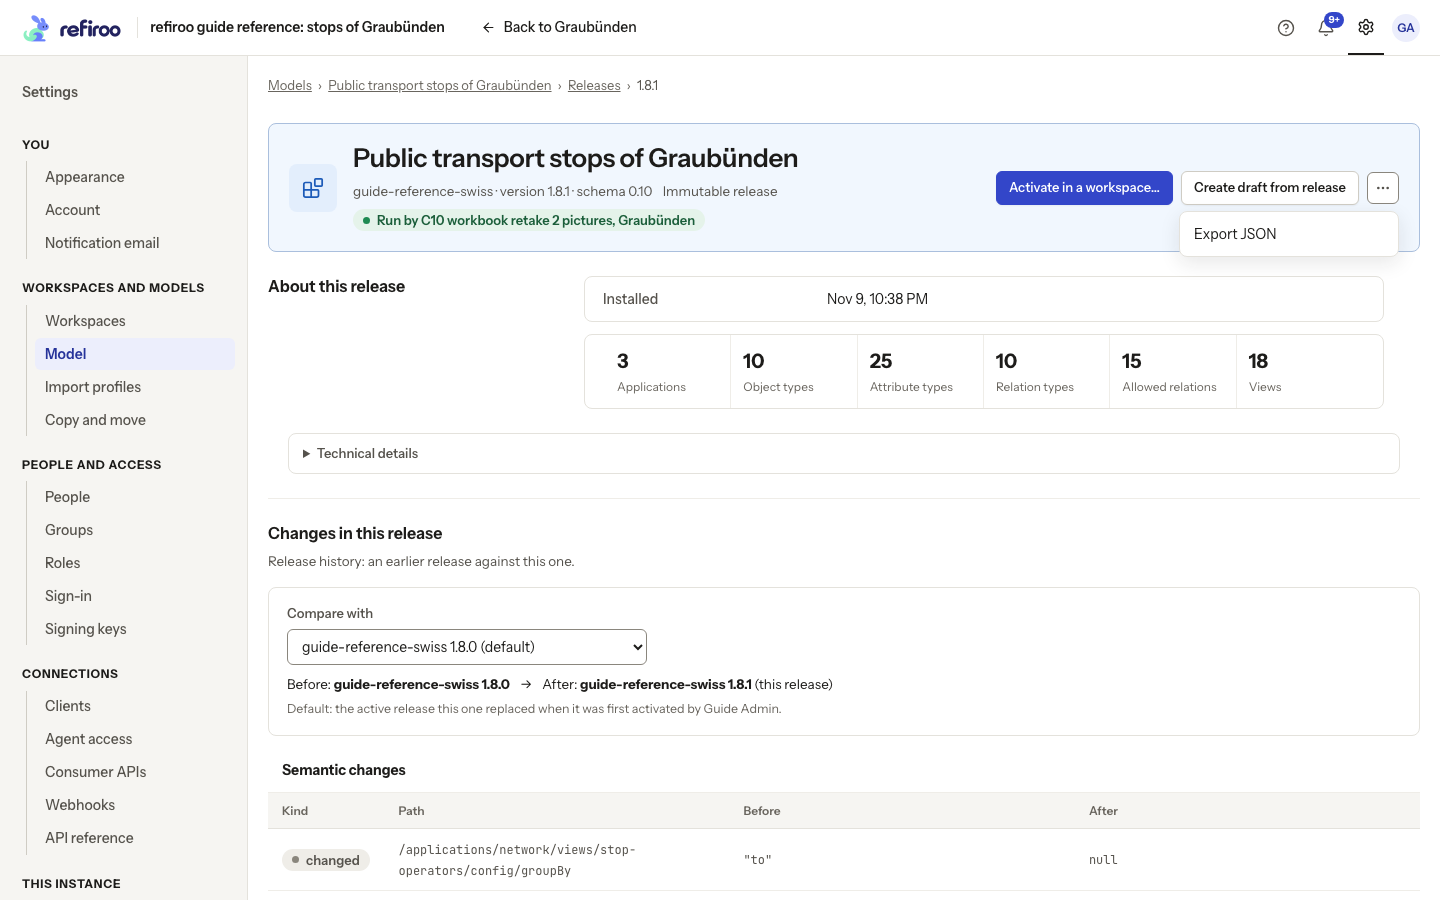 refiroo
refiroo guide reference: stops of Graubünden
← Back to Graubünden
9+
GA
Settings
YOU
Appearance
Account
Notification email
WORKSPACES AND MODELS
Workspaces
Model
Import profiles
Copy and move
PEOPLE AND ACCESS
People
Groups
Roles
Sign-in
Signing keys
CONNECTIONS
Clients
Agent access
Consumer APIs
Webhooks
API reference
THIS INSTANCE
Models › Public transport stops of Graubünden › Releases › 1.8.1
Public transport stops of Graubünden
guide-reference-swiss · version 1.8.1 · schema 0.10 Immutable release
Run by C10 workbook retake 2 pictures, Graubünden
Activate in a workspace...
Create draft from release
...
Export JSON
About this release
Installed Nov 9, 10:38 PM
3 10 25 10 15 18
Applications Object types Attribute types Relation types Allowed relations Views
Technical details
Changes in this release
Release history: an earlier release against this one.
Compare with
guide-reference-swiss 1.8.0 (default)
Before: guide-reference-swiss 1.8.0 → After: guide-reference-swiss 1.8.1 (this release)
Default: the active release this one replaced when it was first activated by Guide Admin.
Semantic changes
Kind Path Before After
changed /applications/network/views/stop- "to" null
operators/config/groupBy